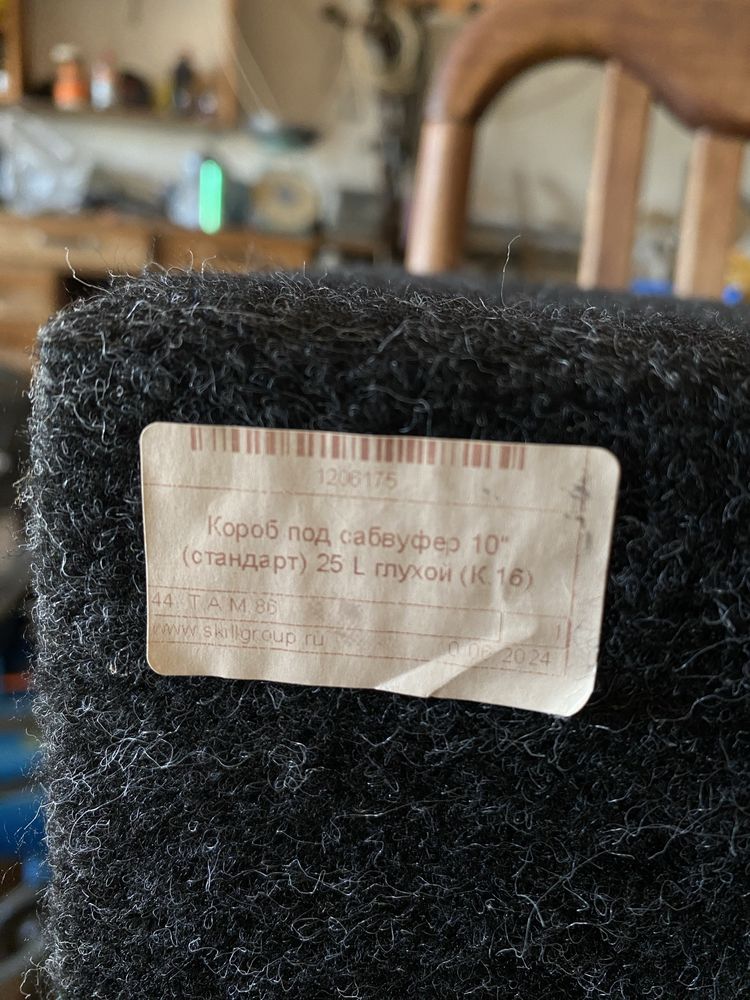 1206175
Короб под сабвуфер 10"
(стандарт) 25 L глухой (К.16)
44. Т.А.М.86
1
www.skillgroup.ru
0.06.2024